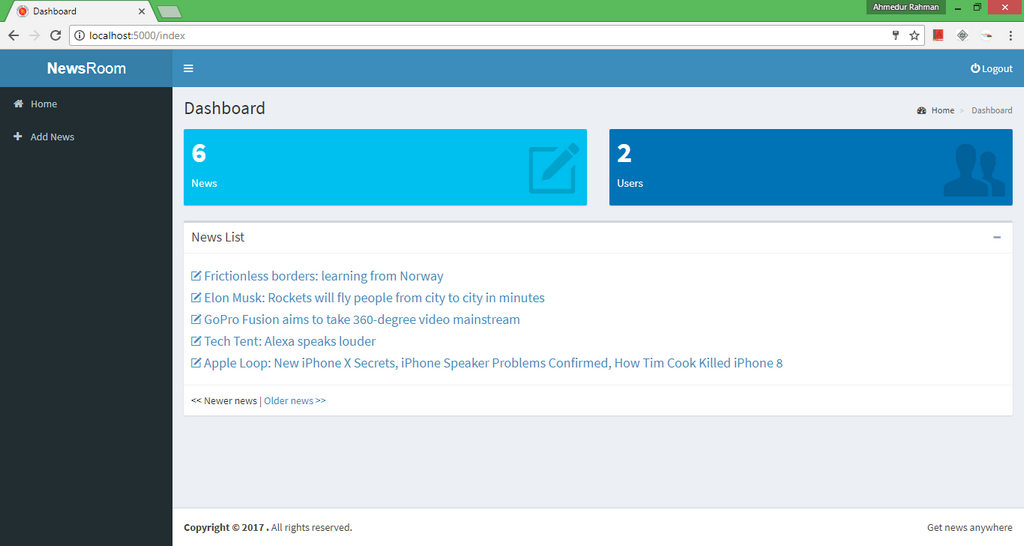 Dashboard
Ahmedur Rahman
localhost:5000/index
NewsRoom
Logout
Home
Add News
Dashboard
Home > Dashboard
6
News
2
Users
News List
Frictionless borders: learning from Norway
Elon Musk: Rockets will fly people from city to city in minutes
GoPro Fusion aims to take 360-degree video mainstream
Tech Tent: Alexa speaks louder
Apple Loop: New iPhone X Secrets, iPhone Speaker Problems Confirmed, How Tim Cook Killed iPhone 8
<< Newer news | Older news >>
Copyright © 2017 . All rights reserved.
Get news anywhere